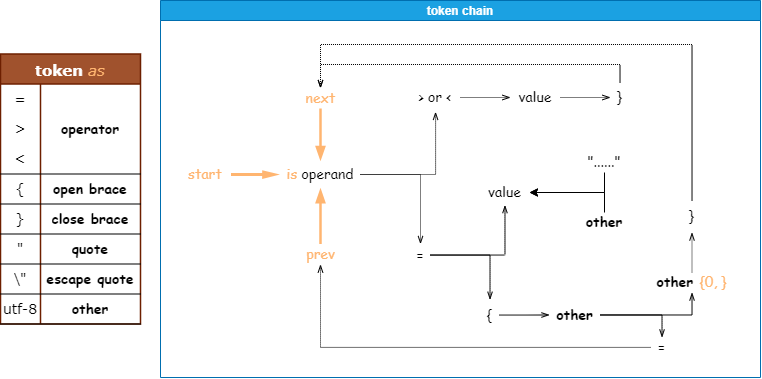 token chain
token as
=
>
<
operator
{ open brace
} close brace
" quote
\" escape quote
utf-8 other
next
> or < value }
start is operand
"......"
value
other
}
prev
=
other {0, }
{ other
=